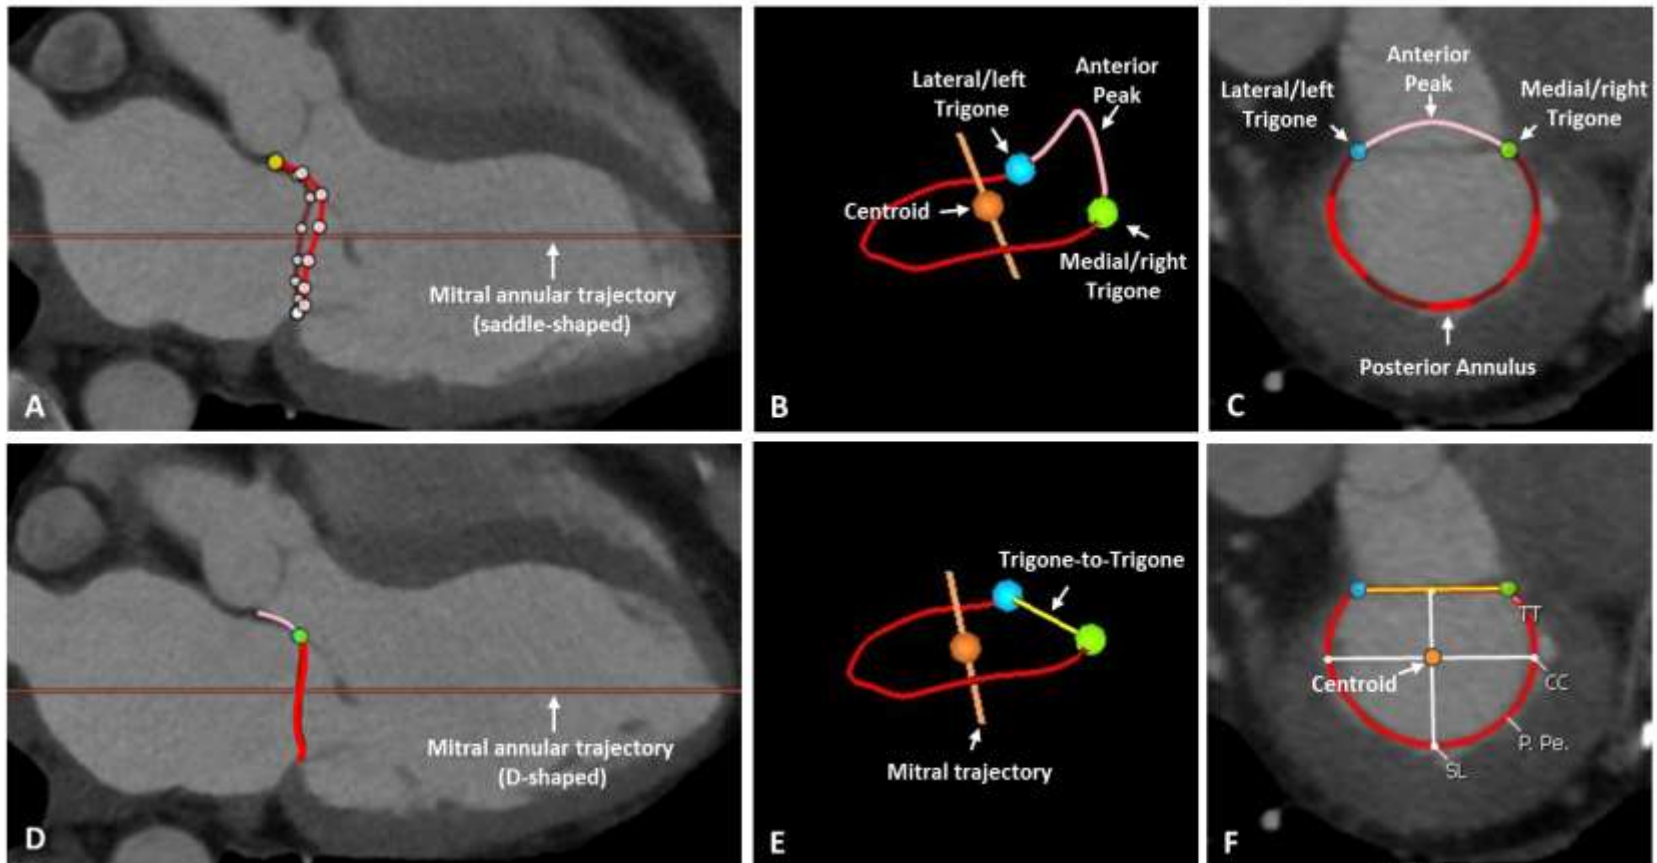 Mitral annular trajectory
(saddle-shaped)
A
Lateral/left
Trigone
Anterior
Peak
Centroid
Medial/right
Trigone
B
Anterior
Peak
Lateral/left
Trigone
Medial/right
Trigone
Posterior Annulus
C
Mitral annular trajectory
(D-shaped)
D
Trigone-to-Trigone
Mitral trajectory
E
TT
Centroid
CC
P. Pe.
SL
F